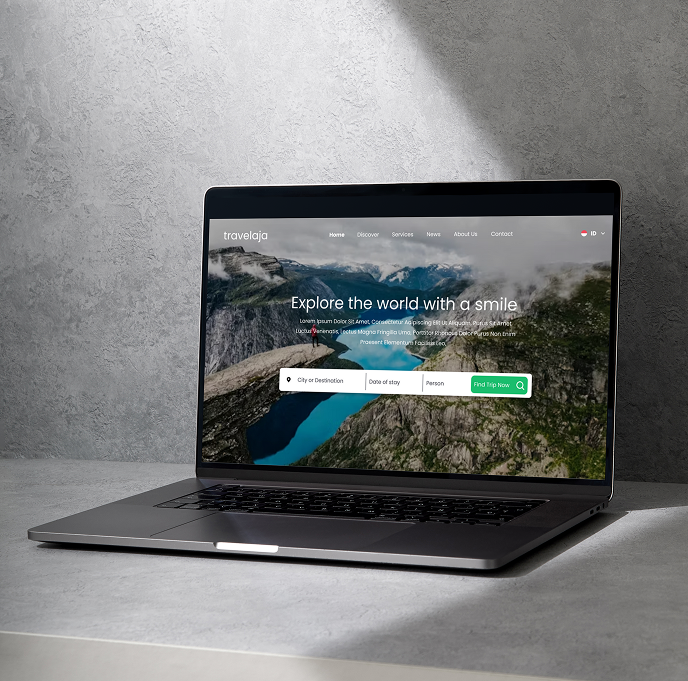 travelaja
Home Discover Services News About Us Contact
ID
Explore the world with a smile
Lorem Ipsum Dolor Sit Amet, Consectetur Adipiscing Elit Ut Aliquam, Purus Sit Amet
Luctus Venenatis, Lectus Magna Fringilla Urna, Porttitor Rhoncus Dolor Purus Non Enim
Praesent Elementum Facilisis Leo,
City or Destination
Date of stay
Person
Find Trip Now